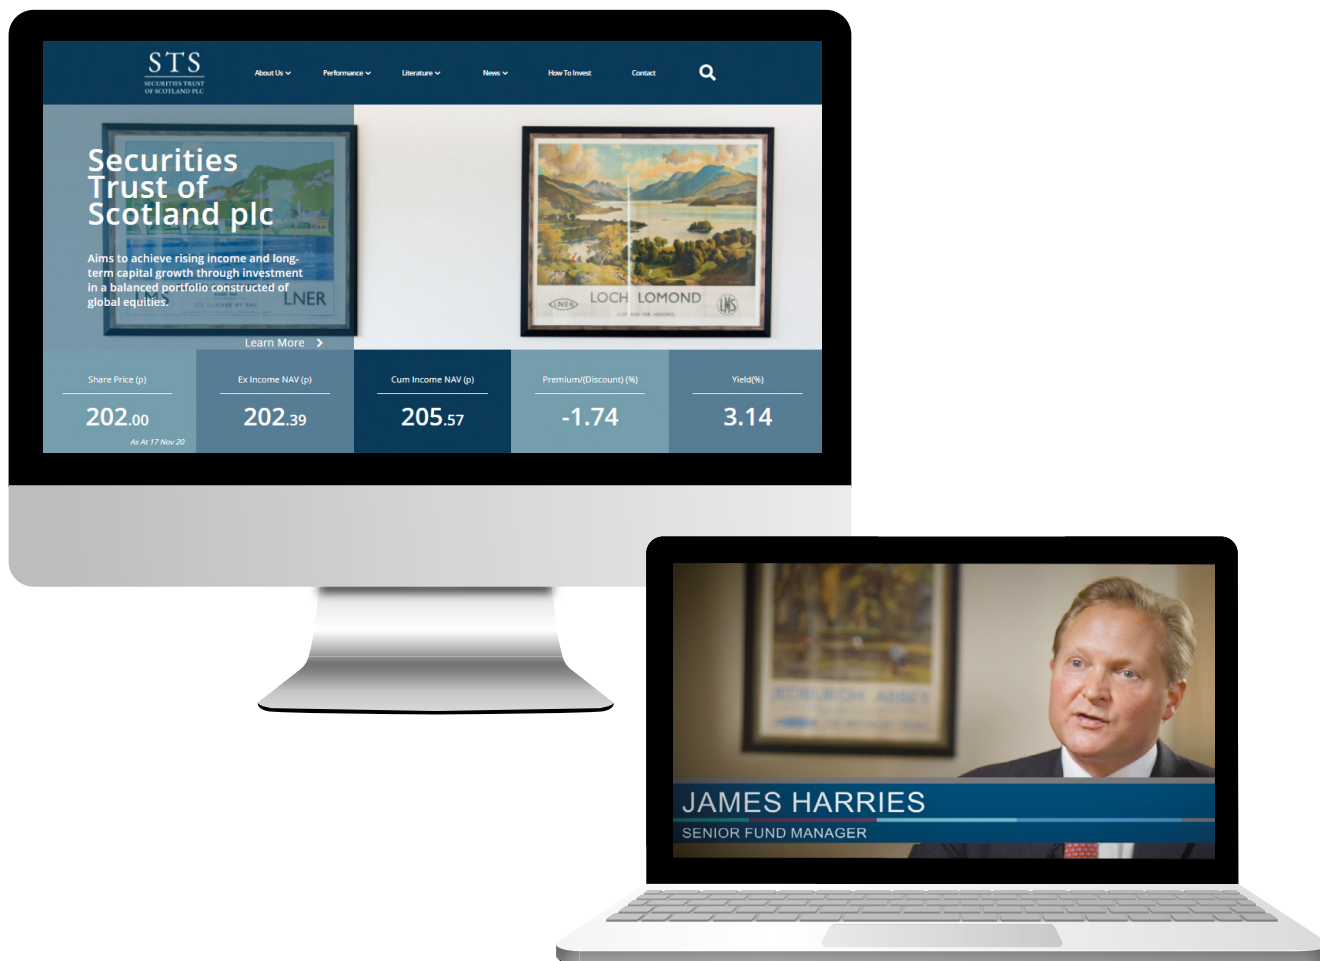 STS
SECURITIES TRUST
OF SCOTLAND PLC
About Us
Performance
Literature
News
How To Invest
Contact
Securities
Trust of
Scotland plc
Aims to achieve rising income and long-
term capital growth through investment
in a balanced portfolio constructed of
global equities.
LMS
LNER
Learn More
LNER
LOCH LOMOND
LMS
Share Price (p)
202.00
As At 17 Nov 20
Ex Income NAV (p)
202.39
Cum Income NAV (p)
205.57
Premium/(Discount) (%)
-1.74
Yield(%)
3.14
ABBEY
JAMES HARRIES
SENIOR FUND MANAGER